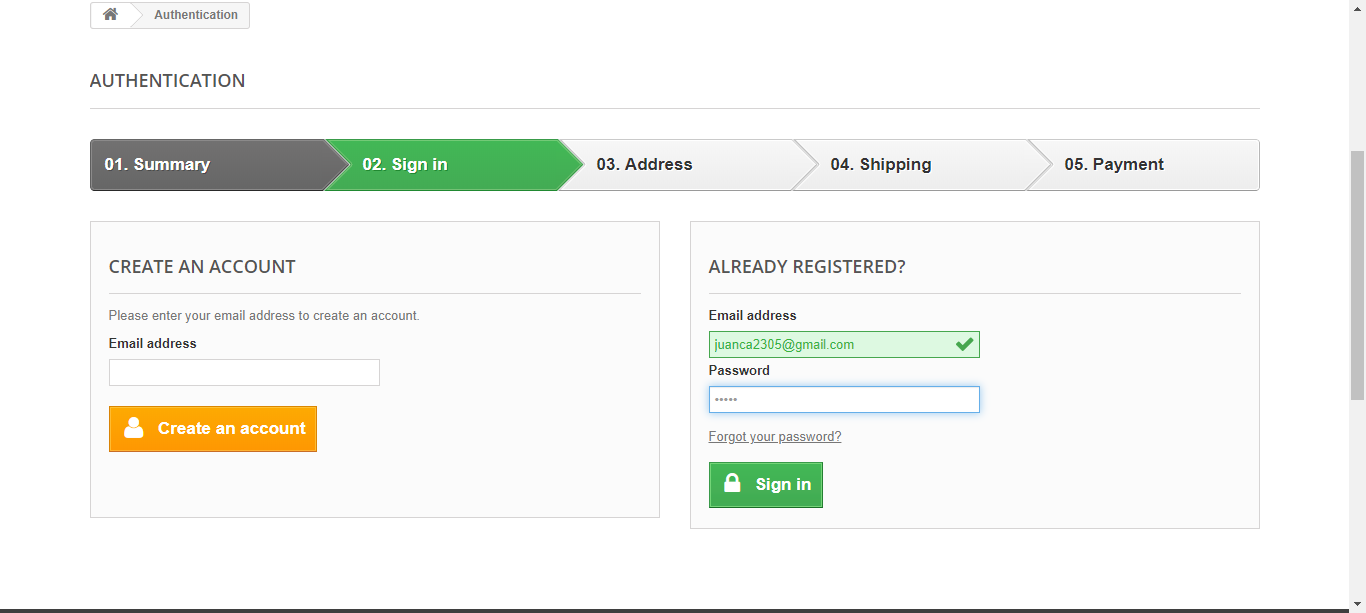 Authentication
AUTHENTICATION
01. Summary
02. Sign in
03. Address
04. Shipping
05. Payment
CREATE AN ACCOUNT
Please enter your email address to create an account.
Email address
Create an account
ALREADY REGISTERED?
Email address
juanca2305@gmail.com
Password
•••••
Forgot your password?
Sign in